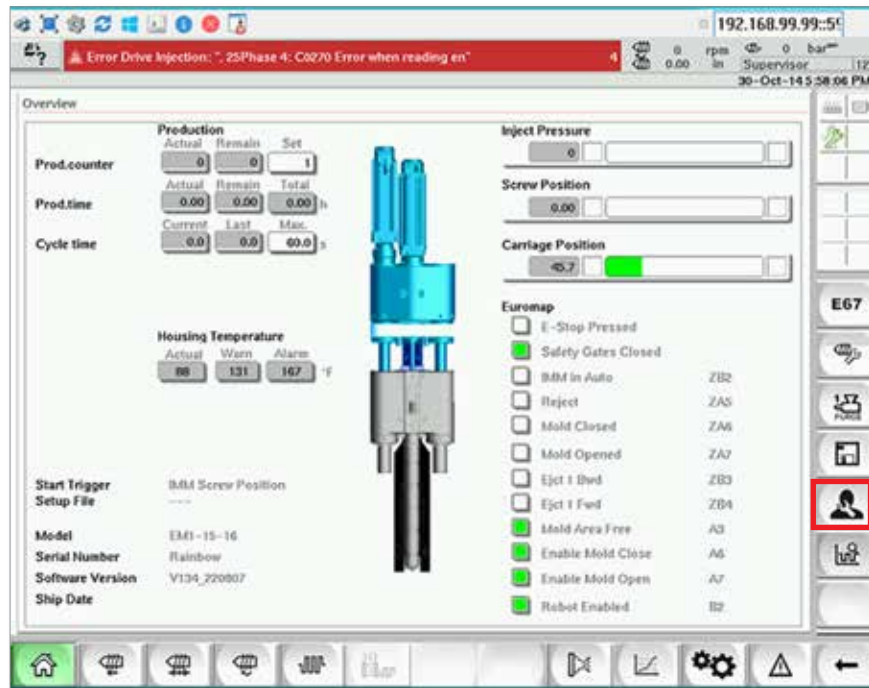 192.168.99.99::59
Error Drive Injection: ", 25Phase 4: C0270 Error when reading en"
4
0 rpm 0 bar
0.00 in Supervisor 12
30-Oct-14 5:58:06 PM
Overview
Production
Actual Remain Set
Prod.counter 0 0 1
Actual Remain Total
Prod.time 0.00 0.00 0.00 h
Current Last Max.
Cycle time 0.0 0.0 60.0 s
Housing Temperature
Actual Warn Alarm
88 131 167 °F
Start Trigger IMM Screw Position
Setup File ---
Model EM1-15-16
Serial Number Rainbow
Software Version V134_220807
Ship Date
Inject Pressure
0
Screw Position
0.00
Carriage Position
45.7
Euromap
E-Stop Pressed
Safety Gates Closed
IMM in Auto ZB2
Reject ZA5
Mold Closed ZA6
Mold Opened ZA7
Ejct 1 Bwd ZB3
Ejct 1 Fwd ZB4
Mold Area Free A3
Enable Mold Close A6
Enable Mold Open A7
Robot Enabled B2
E67
PURGE